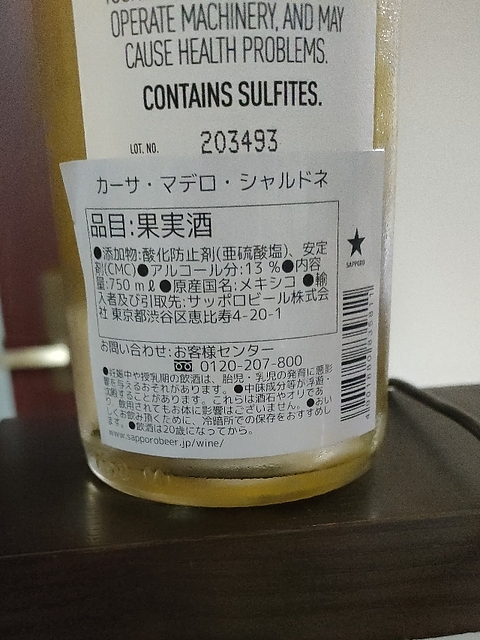 OPERATE MACHINERY, AND MAY
CAUSE HEALTH PROBLEMS.
CONTAINS SULFITES.
LOT. NO. 203493
カーサ・マデロ・シャルドネ
品目:果実酒
●添加物:酸化防止剤(亜硫酸塩)、安定
剤(CMC)●アルコール分:13 %●内容
量:750 mℓ ●原産国名:メキシコ ●輸
入者及び引取先:サッポロビール株式会
社 東京都渋谷区恵比寿4-20-1
SAPPORO
お問い合わせ:お客様センター
0120-207-800
●妊娠中や授乳期の飲酒は、胎児・乳児の発育に悪影
響を与えるおそれがあります。●中味成分等が浮遊・
沈殿することがあります。これらは酒石やオリであ
り、飲用されてもお体に影響はございません。●おい
しくお飲み頂くために、冷暗所での保存をおすすめし
ます。●飲酒は20歳になってから。
www.sapporobeer.jp/wine/